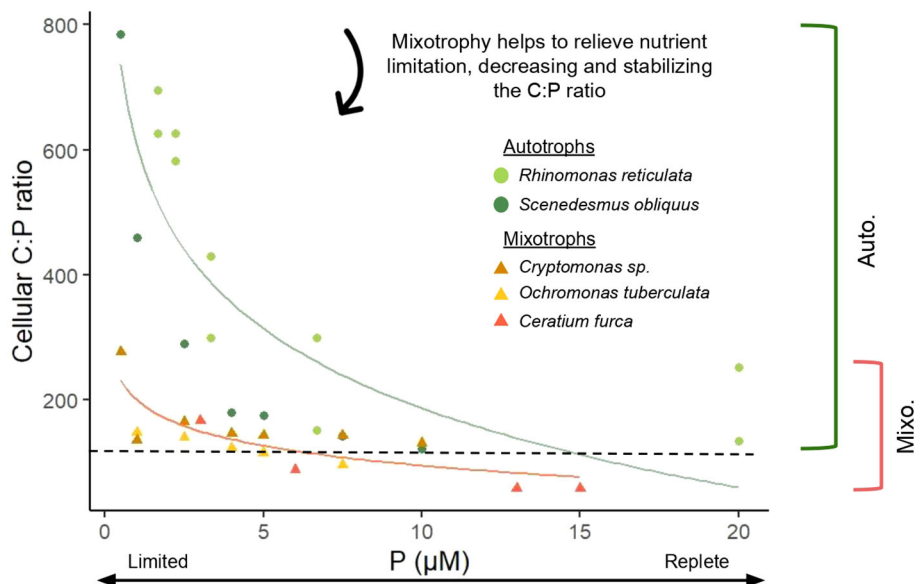 800
600
400
200
Cellular C:P ratio
Mixotrophy helps to relieve nutrient
limitation, decreasing and stabilizing
the C:P ratio
Autotrophs
Rhinomonas reticulata
Scenedesmus obliquus
Mixotrophs
Cryptomonas sp.
Ochromonas tuberculata
Ceratium furca
Auto.
Mixo.
0 5 10 15 20
Limited P (µM) Replete